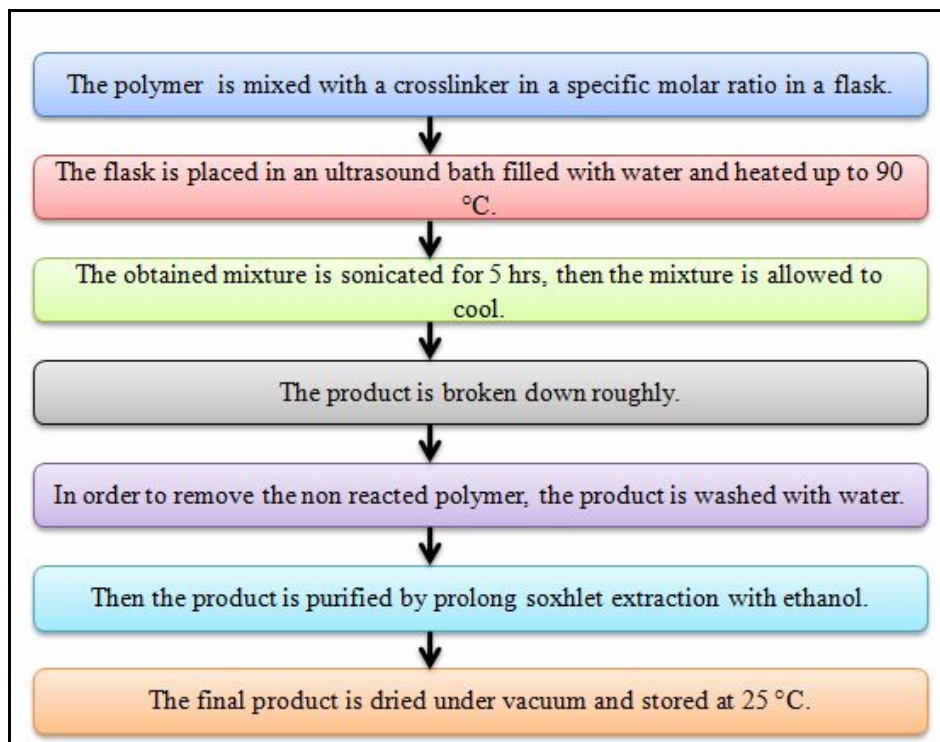 The polymer is mixed with a crosslinker in a specific molar ratio in a flask.
The flask is placed in an ultrasound bath filled with water and heated up to 90
°C.
The obtained mixture is sonicated for 5 hrs, then the mixture is allowed to
cool.
The product is broken down roughly.
In order to remove the non reacted polymer, the product is washed with water.
Then the product is purified by prolong soxhlet extraction with ethanol.
The final product is dried under vacuum and stored at 25 °C.